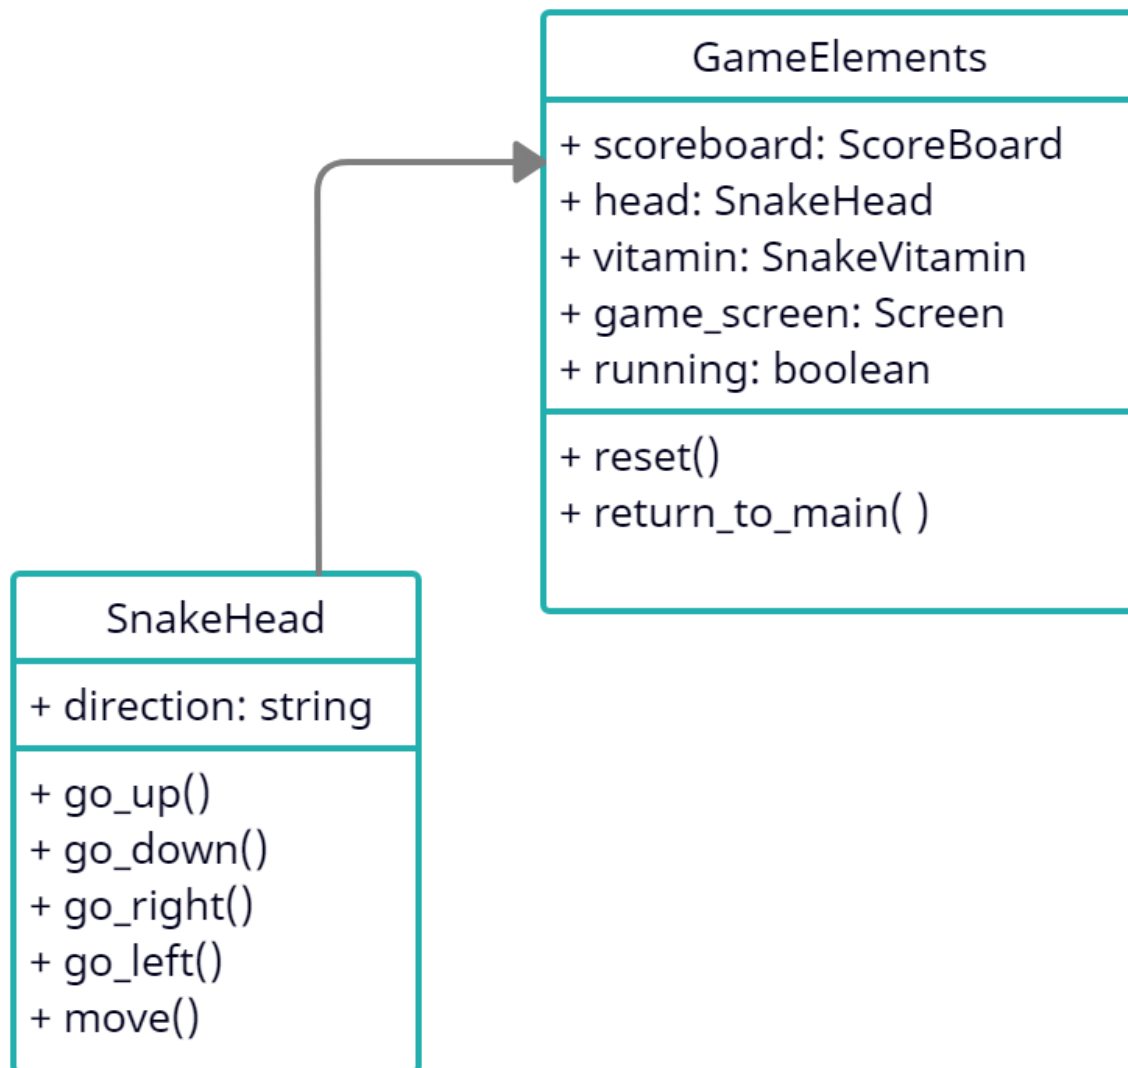 GameElements
+ scoreboard: ScoreBoard
+ head: SnakeHead
+ vitamin: SnakeVitamin
+ game_screen: Screen
+ running: boolean
+ reset()
+ return_to_main( )
SnakeHead
+ direction: string
+ go_up()
+ go_down()
+ go_right()
+ go_left()
+ move()